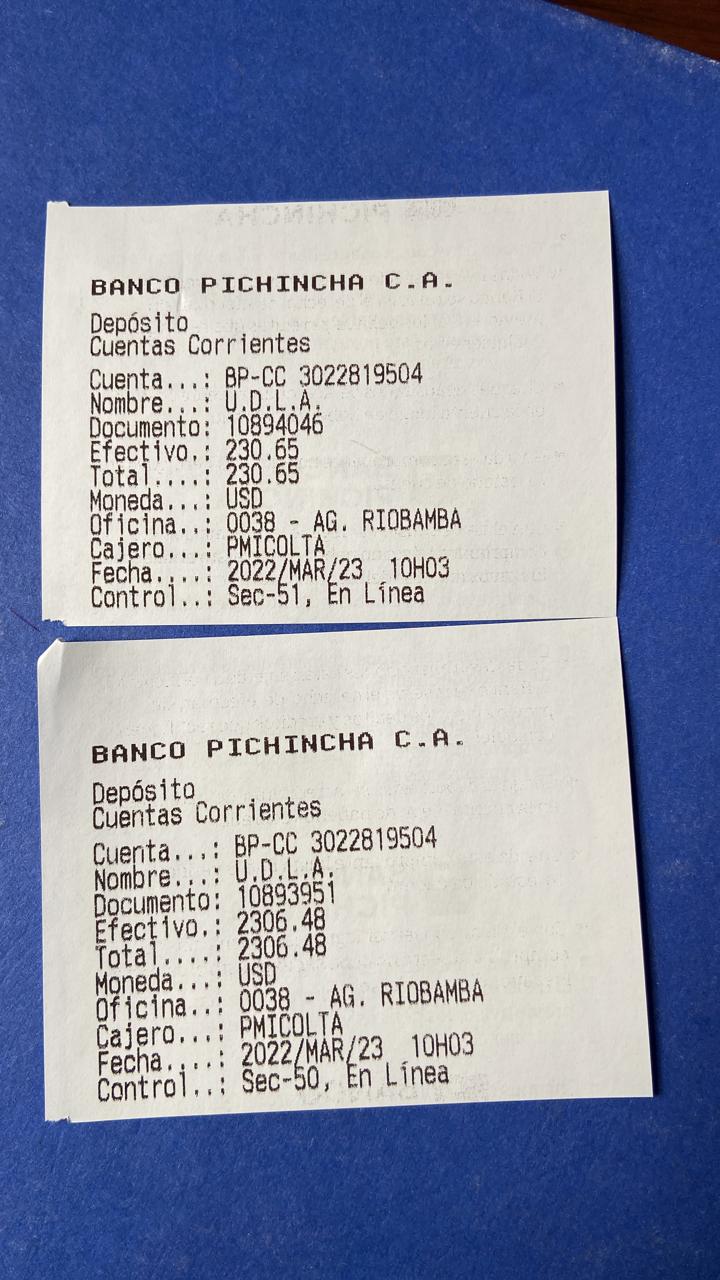 BANCO PICHINCHA C.A.
Depósito
Cuentas Corrientes
Cuenta...: BP-CC 3022819504
Nombre...: U.D.L.A.
Documento: 10894046
Efectivo.: 230.65
Total....: 230.65
Moneda...: USD
Oficina..: 0038 - AG. RIOBAMBA
Cajero...: PMICOLTA
Fecha....: 2022/MAR/23 10H03
Control..: Sec-51, En Línea
BANCO PICHINCHA C.A.
Depósito
Cuentas Corrientes
Cuenta...: BP-CC 3022819504
Nombre...: U.D.L.A.
Documento: 10893951
Efectivo.: 2306.48
Total....: 2306.48
Moneda...: USD
Oficina..: 0038 - AG. RIOBAMBA
Cajero...: PMICOLTA
Fecha....: 2022/MAR/23 10H03
Control..: Sec-50, En Línea